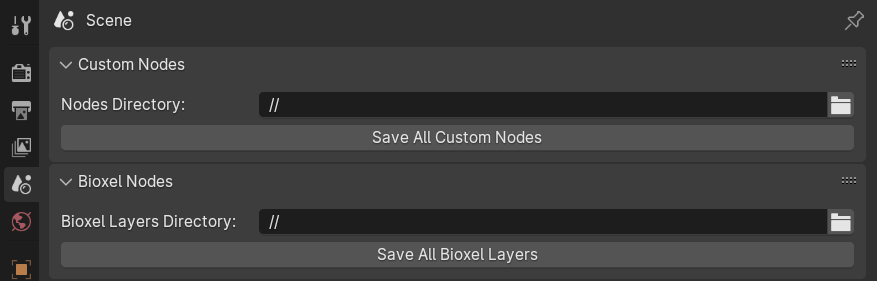 Scene
Custom Nodes
Nodes Directory: //
Save All Custom Nodes
Bioxel Nodes
Bioxel Layers Directory: //
Save All Bioxel Layers